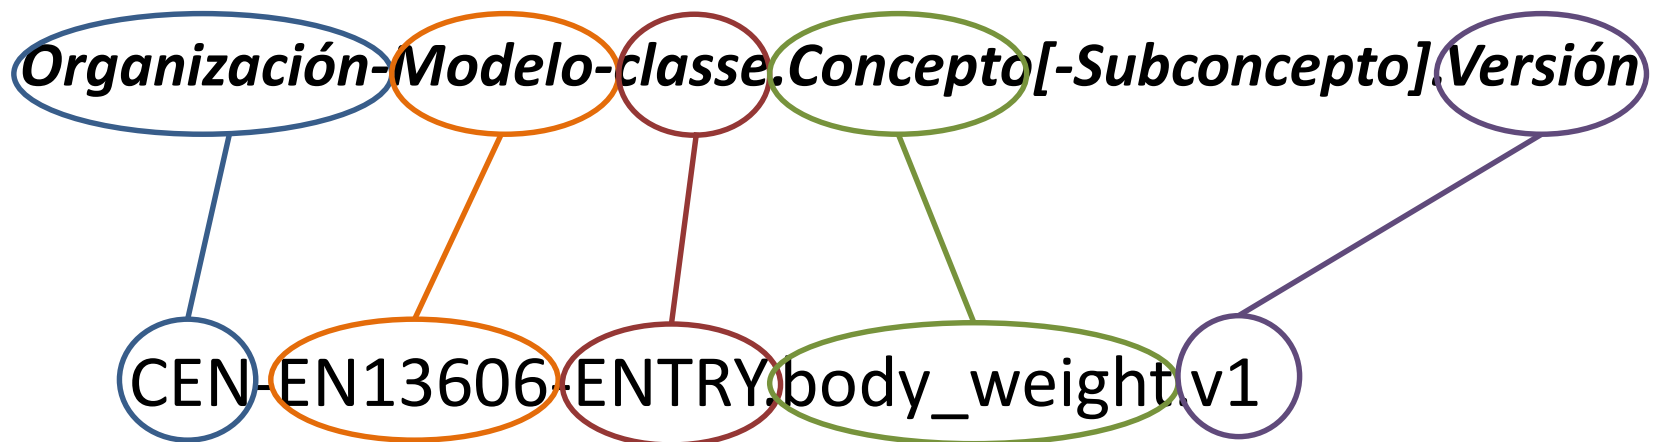 Organización-Modelo-classe.Concepto[-Subconcepto].Versión
CEN-EN13606-ENTRY.body_weight.v1